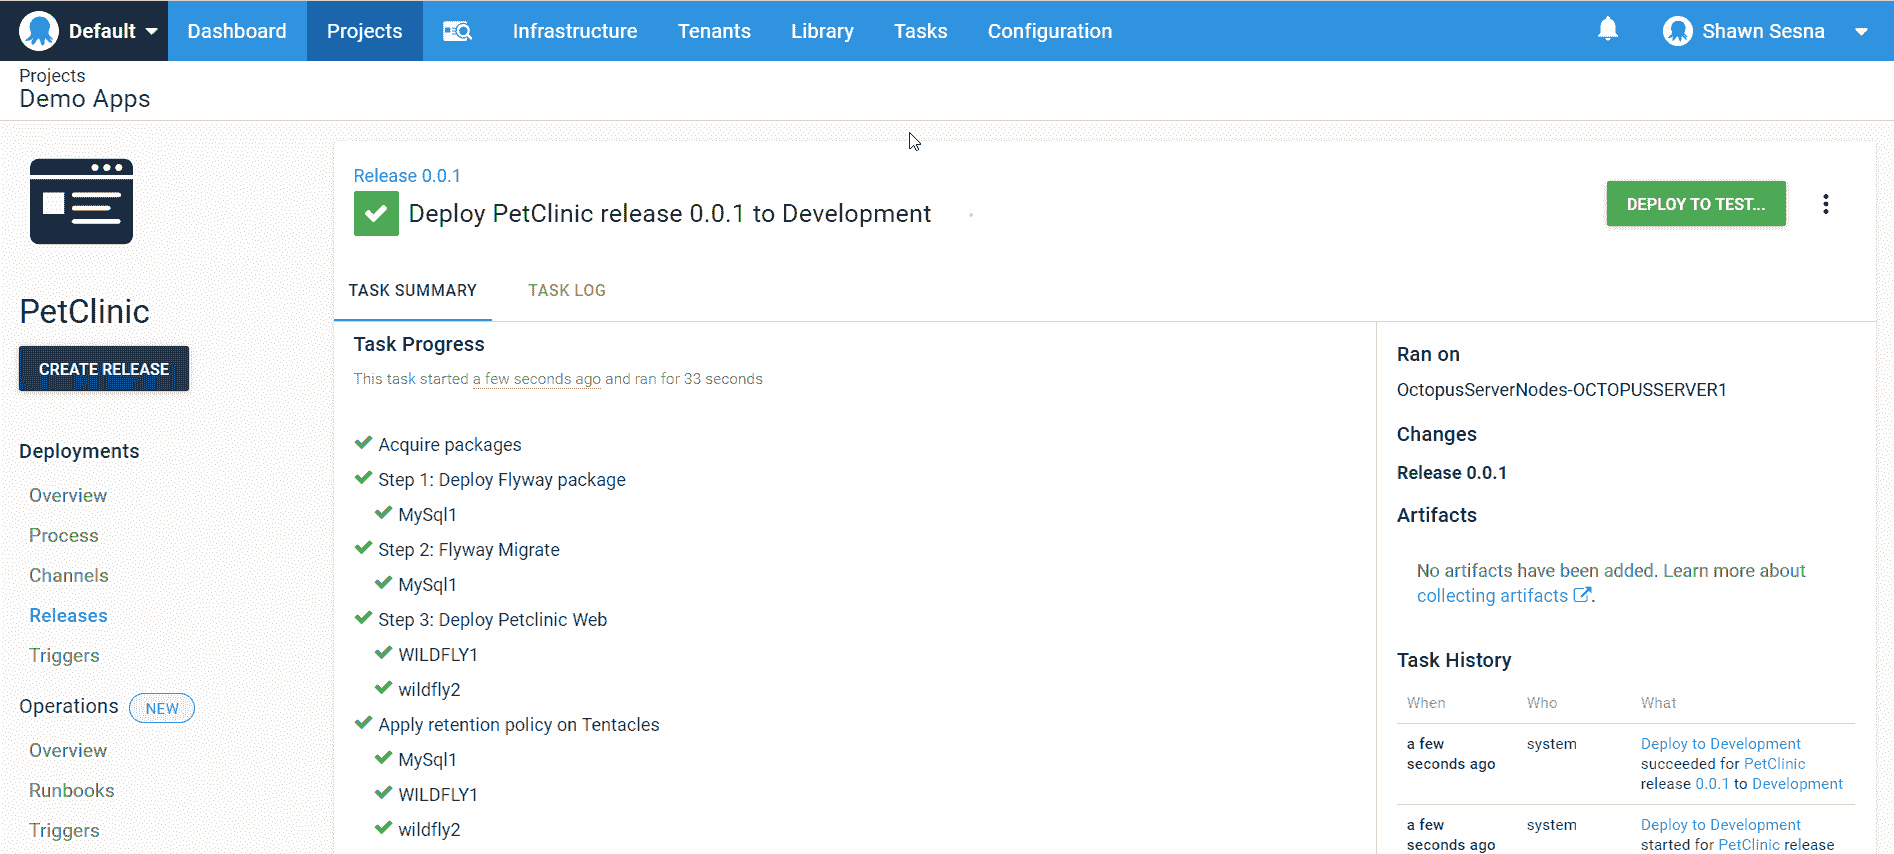 Default Dashboard Projects Infrastructure Tenants Library Tasks Configuration Shawn Sesna
Projects
Demo Apps
PetClinic
CREATE RELEASE
Deployments
Overview
Process
Channels
Releases
Triggers
Operations NEW
Overview
Runbooks
Triggers
Release 0.0.1
Deploy PetClinic release 0.0.1 to Development
DEPLOY TO TEST...
TASK SUMMARY TASK LOG
Task Progress
This task started a few seconds ago and ran for 33 seconds
Acquire packages
Step 1: Deploy Flyway package
MySql1
Step 2: Flyway Migrate
MySql1
Step 3: Deploy Petclinic Web
WILDFLY1
wildfly2
Apply retention policy on Tentacles
MySql1
WILDFLY1
wildfly2
Ran on
OctopusServerNodes-OCTOPUSSERVER1
Changes
Release 0.0.1
Artifacts
No artifacts have been added. Learn more about
collecting artifacts.
Task History
When Who What
a few system Deploy to Development
seconds ago succeeded for PetClinic
release 0.0.1 to Development
a few system Deploy to Development
seconds ago started for PetClinic release